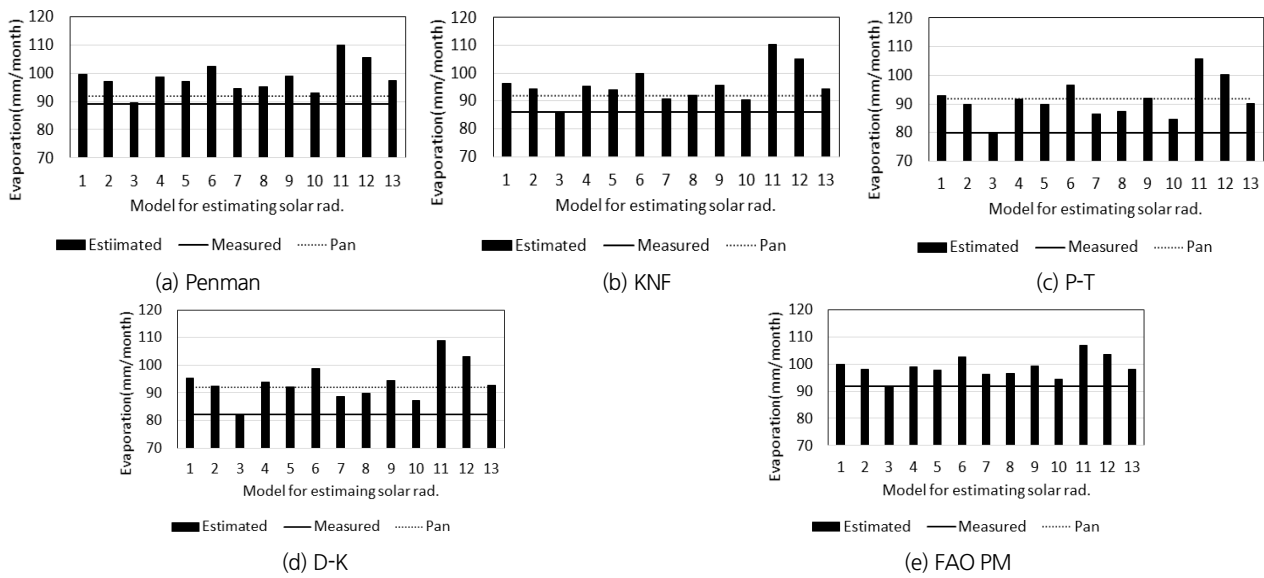 120
110
100
90
80
70
Evaporation(mm/month)
1 2 3 4 5 6 7 8 9 10 11 12 13
Model for estimating solar rad.
Estiimated Measured Pan
(a) Penman
120
110
100
90
80
70
Evaporation(mm/month)
1 2 3 4 5 6 7 8 9 10 11 12 13
Model for estimating solar rad.
Estimated Measured Pan
(b) KNF
120
110
100
90
80
70
Evaporation(mm/month)
1 2 3 4 5 6 7 8 9 10 11 12 13
Model for estimating solar rad.
Estimated Measured Pan
(c) P-T
120
110
100
90
80
70
Evaporation(mm/month)
1 2 3 4 5 6 7 8 9 10 11 12 13
Model for estimaing solar rad.
Estimated Measured Pan
(d) D-K
120
110
100
90
80
70
Evaporation(mm/month)
1 2 3 4 5 6 7 8 9 10 11 12 13
Model for estimating solar rad.
Estimated Measured Pan
(e) FAO PM